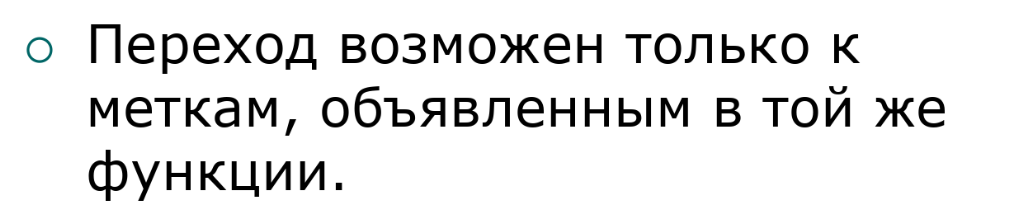 Переход возможен только к
меткам, объявленным в той же
функции.